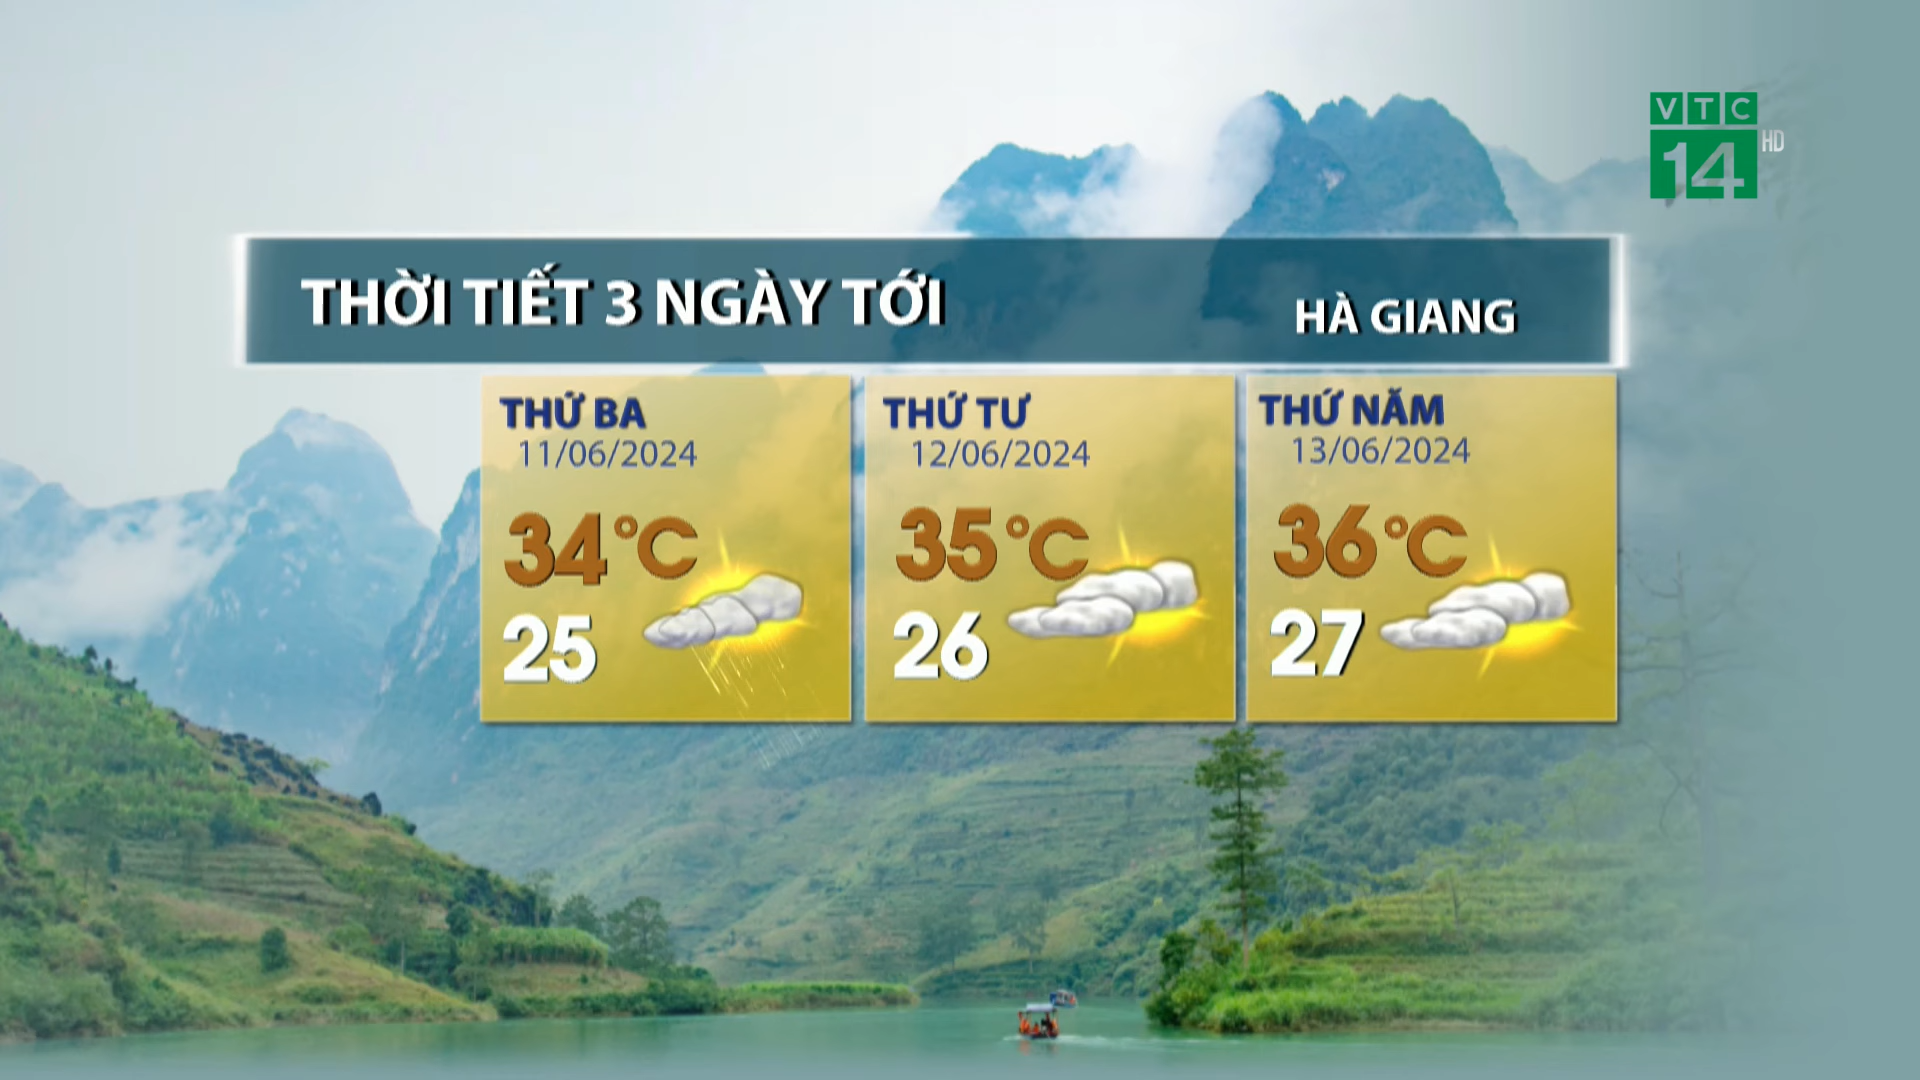 VTC
14 HD
THỜI TIẾT 3 NGÀY TỚI
HÀ GIANG
THỨ BA
11/06/2024
34°C
25
THỨ TƯ
12/06/2024
35°C
26
THỨ NĂM
13/06/2024
36°C
27